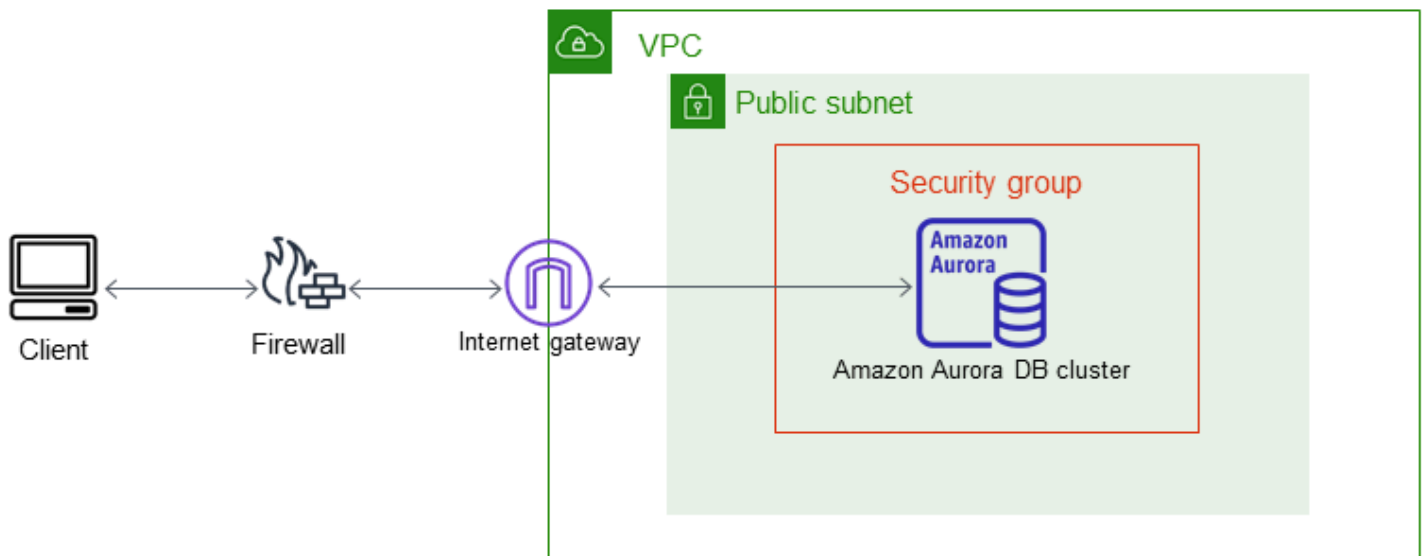 VPC
Public subnet
Security group
Amazon
Aurora
Client
Firewall
Internet gateway
Amazon Aurora DB cluster